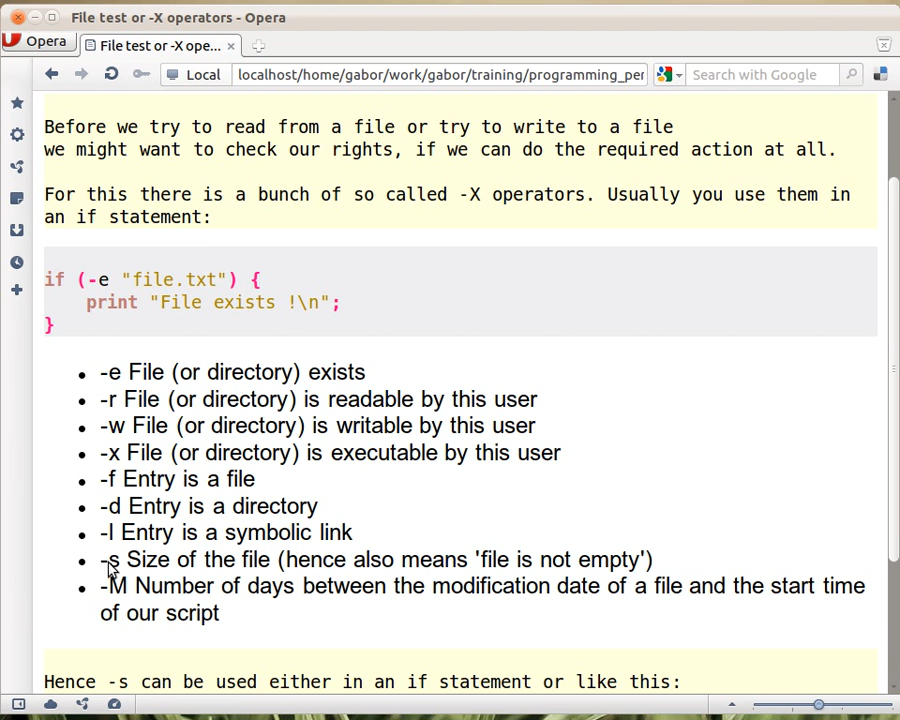 File test or -X operators - Opera
Opera
File test or -X ope...
Local
localhost/home/gabor/work/gabor/training/programming_per
Search with Google
Before we try to read from a file or try to write to a file
we might want to check our rights, if we can do the required action at all.
For this there is a bunch of so called -X operators. Usually you use them in
an if statement:
if (-e "file.txt") {
print "File exists !\n";
}
-e File (or directory) exists
-r File (or directory) is readable by this user
-w File (or directory) is writable by this user
-x File (or directory) is executable by this user
-f Entry is a file
-d Entry is a directory
-l Entry is a symbolic link
-s Size of the file (hence also means 'file is not empty')
-M Number of days between the modification date of a file and the start time
of our script
Hence -s can be used either in an if statement or like this: